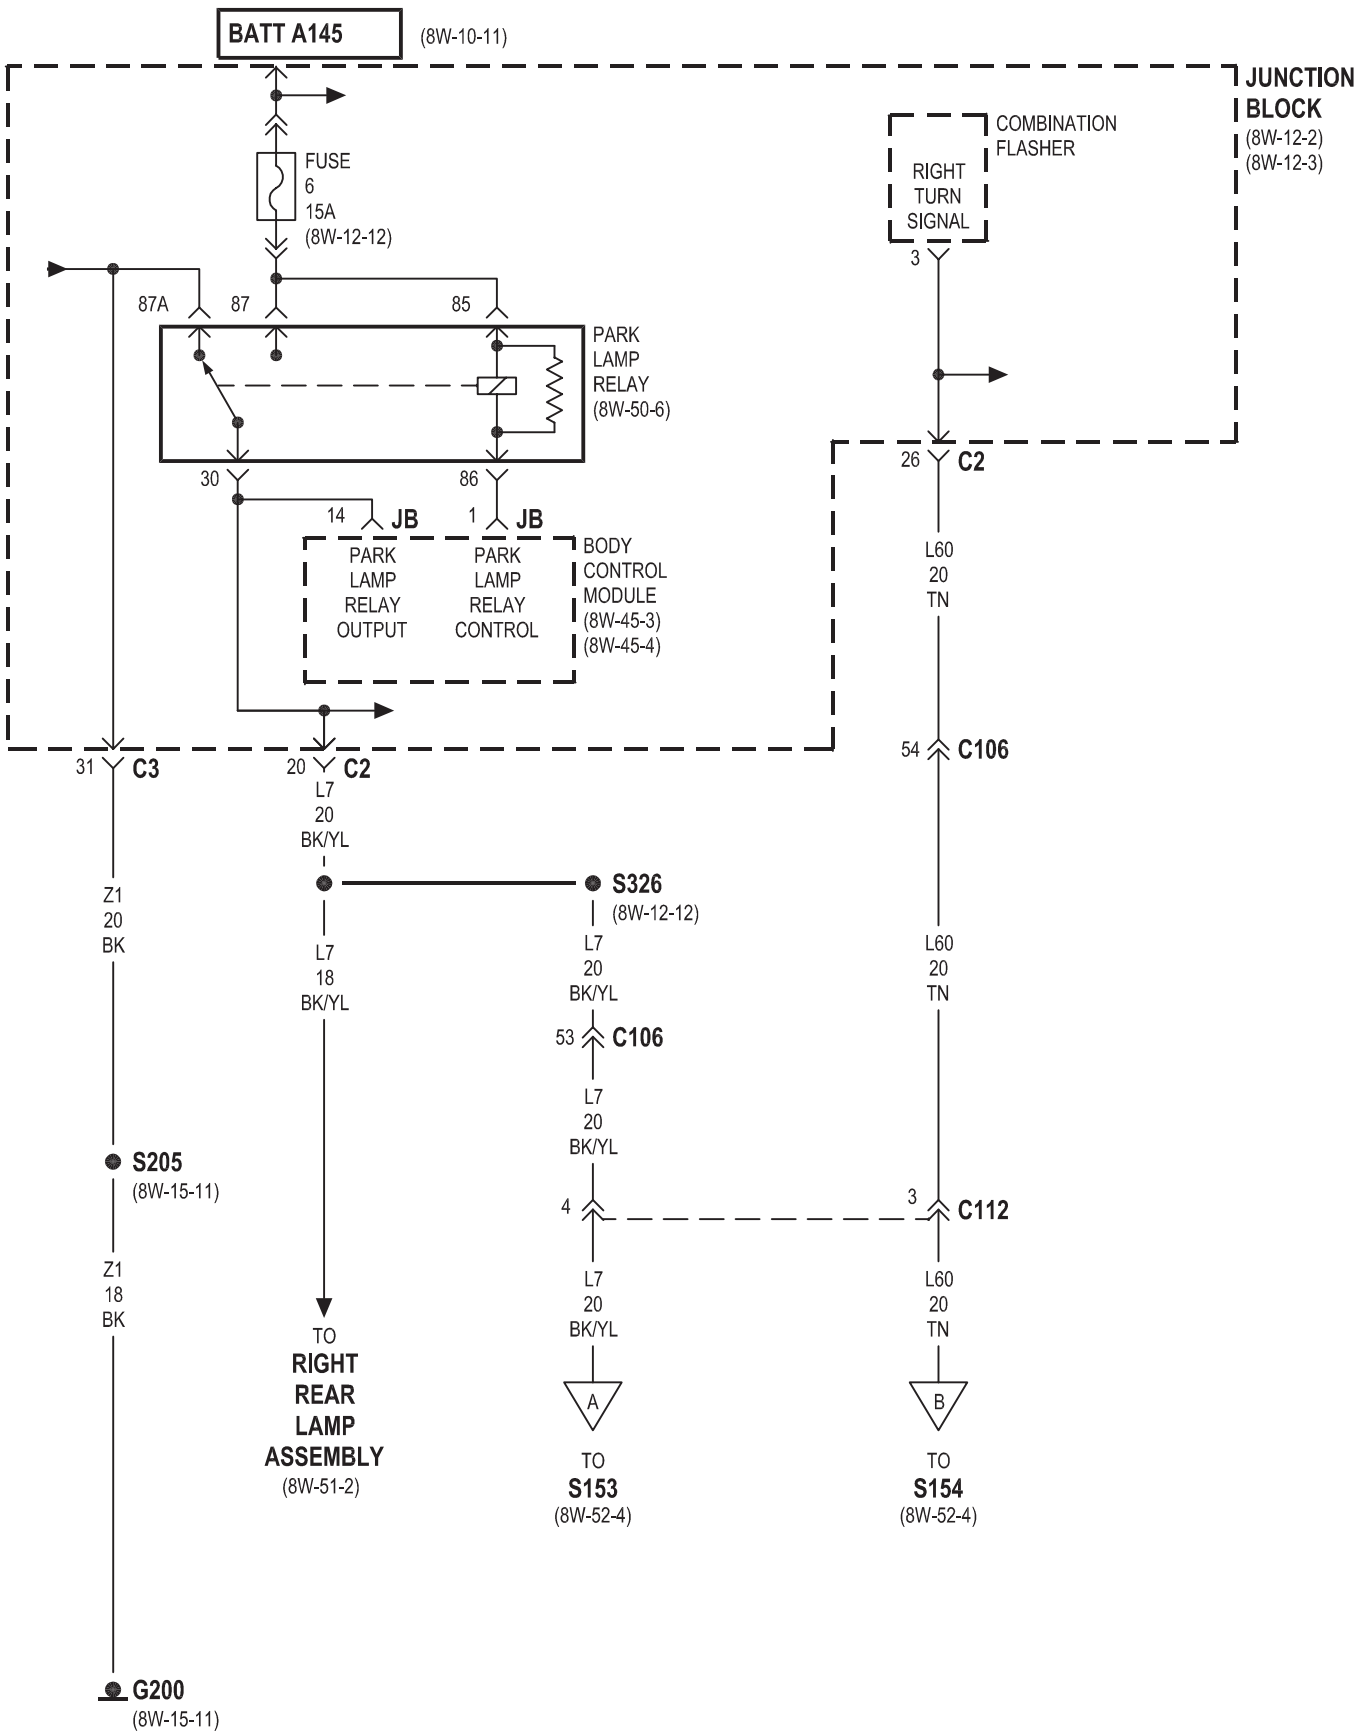 BATT A145
(8W-10-11)
JUNCTION
BLOCK
(8W-12-2)
(8W-12-3)
COMBINATION
FLASHER
RIGHT
TURN
SIGNAL
3
FUSE
6
15A
(8W-12-12)
87A
87
85
PARK
LAMP
RELAY
(8W-50-6)
30
86
26
C2
14
JB
1
JB
PARK
LAMP
RELAY
OUTPUT
PARK
LAMP
RELAY
CONTROL
BODY
CONTROL
MODULE
(8W-45-3)
(8W-45-4)
L60
20
TN
54
C106
31
C3
20
C2
L7
20
BK/YL
S326
(8W-12-12)
Z1
20
BK
L7
18
BK/YL
L7
20
BK/YL
L60
20
TN
53
C106
L7
20
BK/YL
S205
(8W-15-11)
4
3
C112
Z1
18
BK
L7
20
BK/YL
L60
20
TN
TO
RIGHT
REAR
LAMP
ASSEMBLY
(8W-51-2)
A
TO
S153
(8W-52-4)
B
TO
S154
(8W-52-4)
G200
(8W-15-11)